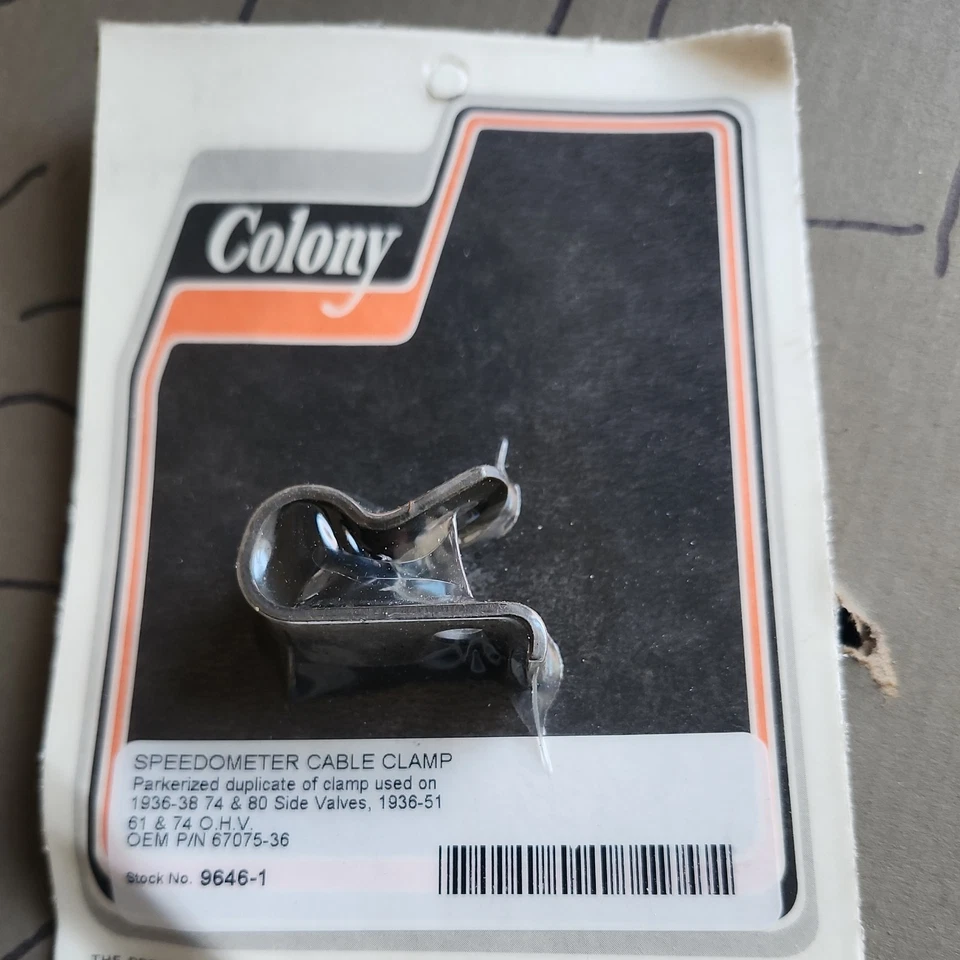 Colony
SPEEDOMETER CABLE CLAMP
Parkerized duplicate of clamp used on
1936-38 74 & 80 Side Valves, 1936-51
61 & 74 O.H.V.
OEM P/N 67075-36
Stock No. 9646-1
THE